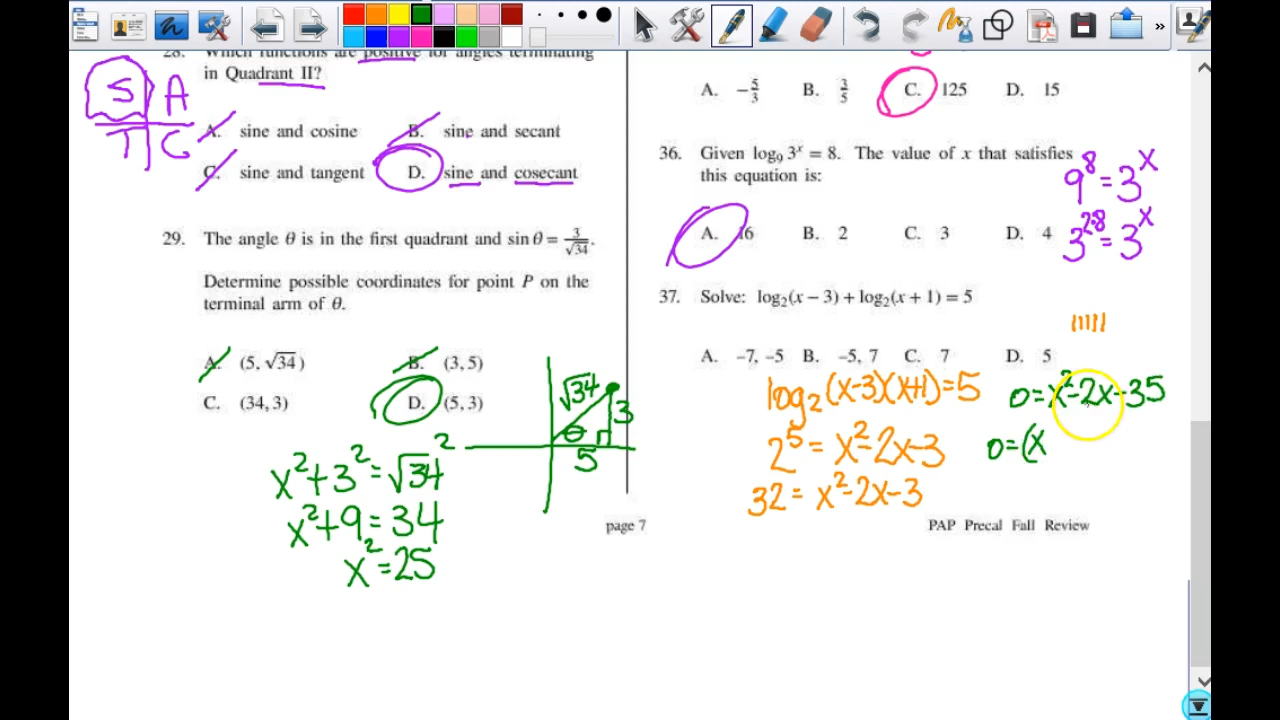 28. Which functions are positive for angles terminating
in Quadrant II?
S A
T C
A. sine and cosine B. sine and secant
C. sine and tangent D. sine and cosecant
29. The angle θ is in the first quadrant and sin θ = 3/√34.
Determine possible coordinates for point P on the
terminal arm of θ.
A. (5, √34) B. (3, 5)
C. (34, 3) D. (5, 3)
√34
3
θ
5
x² + 3² = √34²
x² + 9 = 34
x² = 25
page 7
A. -5/3 B. 3/5 C. 125 D. 15
36. Given log₉ 3ˣ = 8. The value of x that satisfies
this equation is:
9⁸ = 3ˣ
3²·⁸ = 3ˣ
A. 16 B. 2 C. 3 D. 4
37. Solve: log₂(x − 3) + log₂(x + 1) = 5
A. –7, –5 B. –5, 7 C. 7 D. 5
log₂(x-3)(x+1) = 5
2⁵ = x²-2x-3
32 = x²-2x-3
0 = x²-2x-35
0 = (x
PAP Precal Fall Review